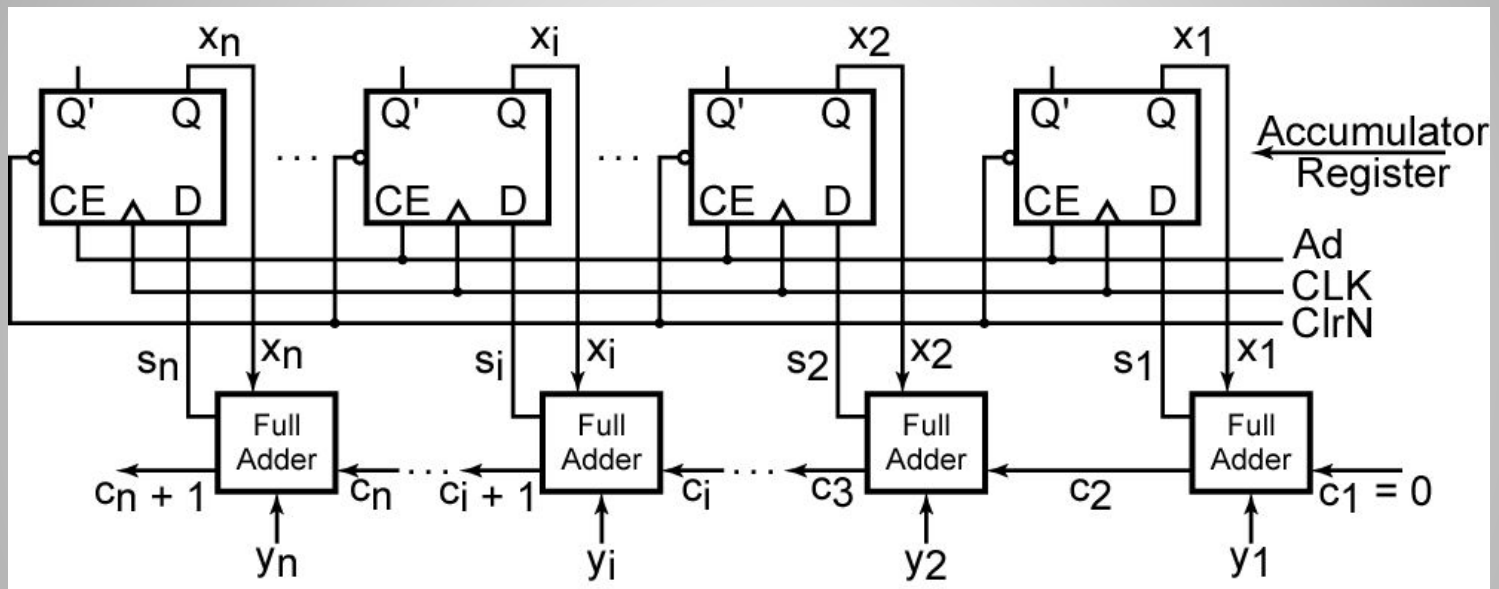 xn xi x2 x1
Q' Q Q' Q Q' Q Q' Q
... ...
Accumulator
Register
CE D CE D CE D CE D
Ad
CLK
ClrN
sn xn si xi s2 x2 s1 x1
Full Full Full Full
Adder Adder Adder Adder
cn + 1 cn ... ci + 1 ci ... c3 c2 c1 = 0
yn yi y2 y1